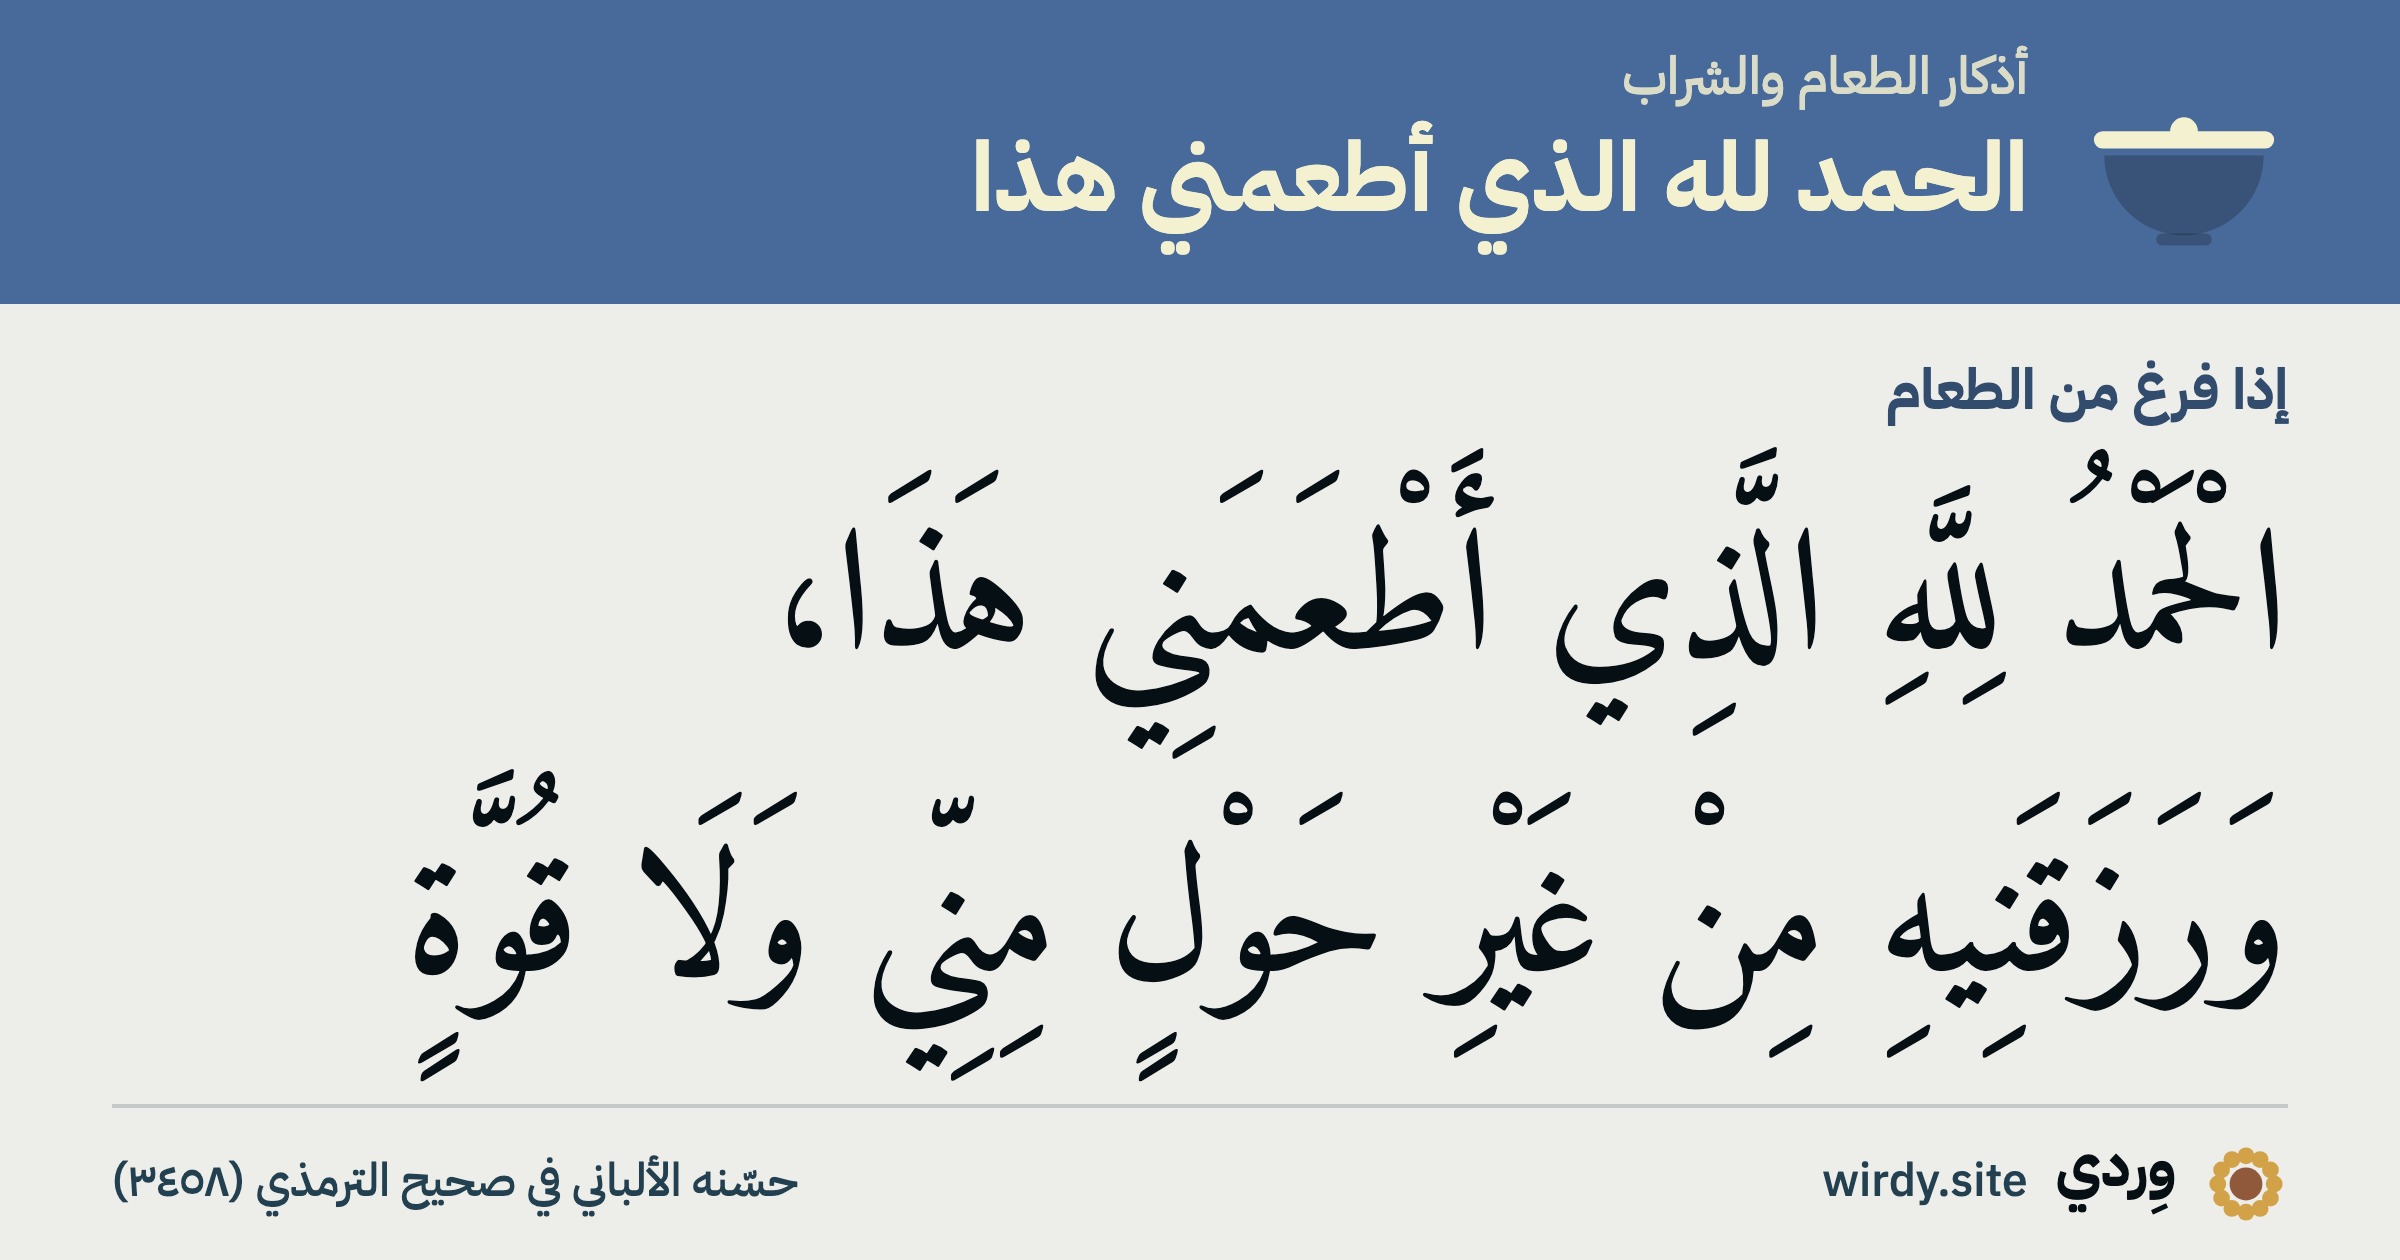 أذكار الطعام والشراب
الحمد لله الذي أطعمني هذا
إذا فرغ من الطعام
الْحَمْدُ لِلَّهِ الَّذِي أَطْعَمَنِي هَذَا،
وَرَزَقَنِيهِ مِنْ غَيْرِ حَوْلٍ مِنِّي وَلَا قُوَّةٍ
وِردي wirdy.site
حسّنه الألباني في صحيح الترمذي (٣٤٥٨)